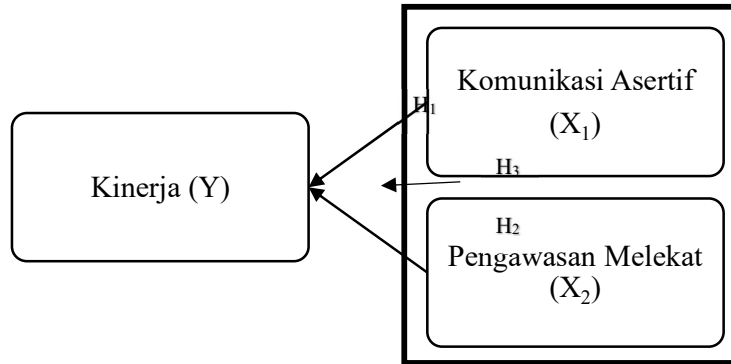 Komunikasi Asertif
(X₁)
H₁
Kinerja (Y)
H₃
H₂
Pengawasan Melekat
(X₂)